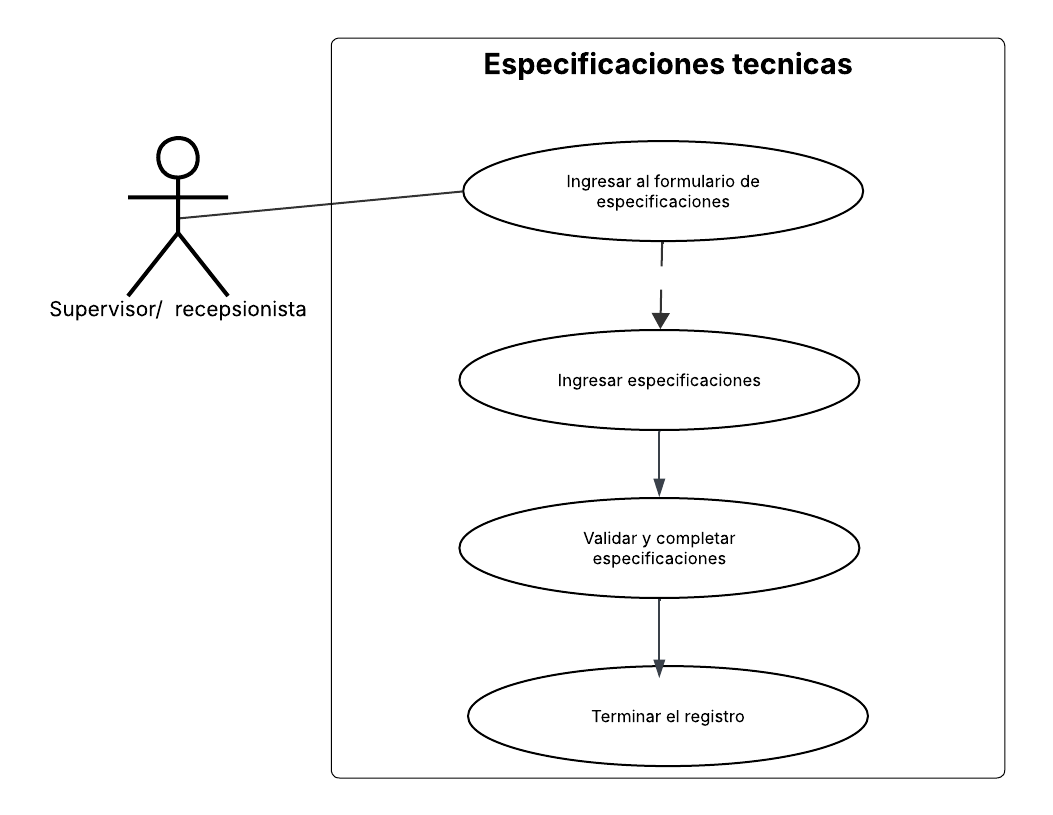 Especificaciones tecnicas
Ingresar al formulario de
especificaciones
Supervisor/  recepsionista
Ingresar especificaciones
Validar y completar
especificaciones
Terminar el registro